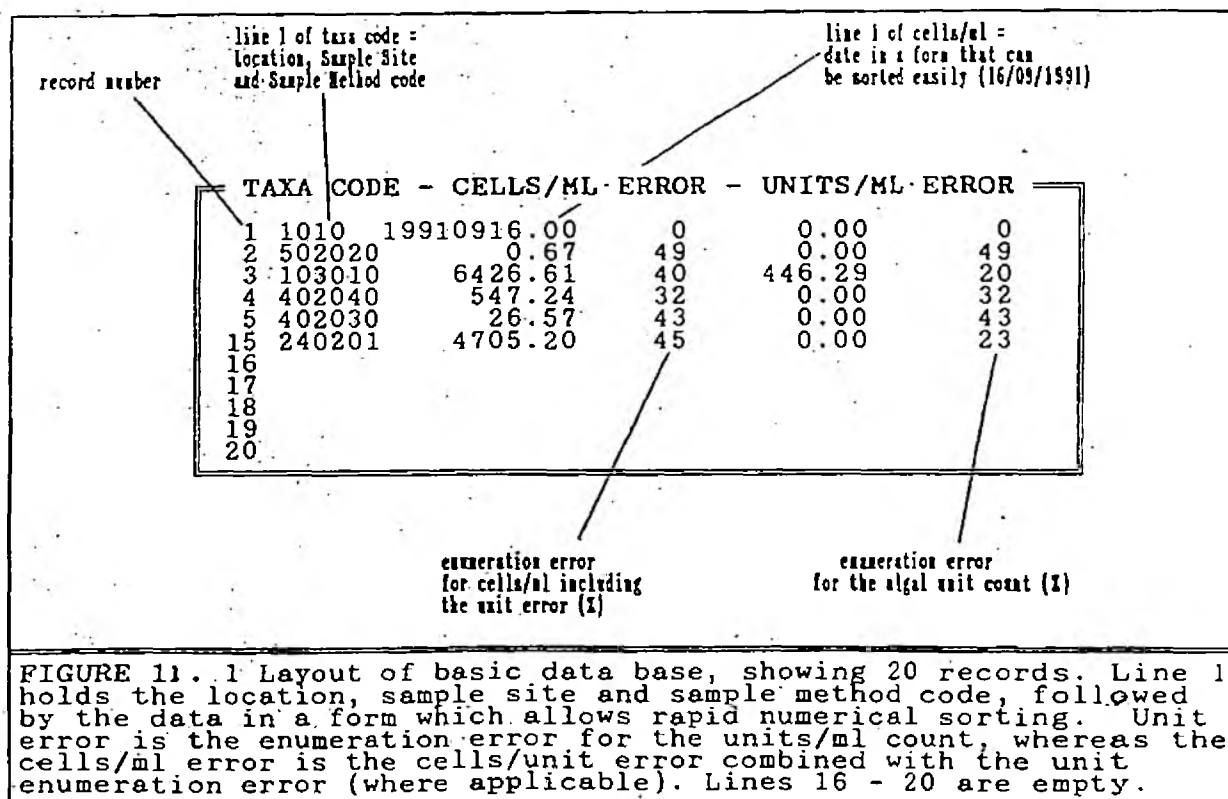 line 1 of taxa code =
location, Sample Site
and Sample Method code
record number
line 1 of cells/ml =
date in a form that can
be sorted easily (16/09/1991)
TAXA CODE - CELLS/ML ERROR - UNITS/ML ERROR
1 1010 19910916.00 0 0.00 0
2 502020 0.67 49 0.00 49
3 103010 6426.61 40 446.29 20
4 402040 547.24 32 0.00 32
5 402030 26.57 43 0.00 43
15 240201 4705.20 45 0.00 23
16
17
18
19
20
enumeration error
for cells/ml including
the unit error (%)
enumeration error
for the algal unit count (%)
FIGURE 11. 1 Layout of basic data base, showing 20 records. Line 1
holds the location, sample site and sample method code, followed
by the data in a form which allows rapid numerical sorting. Unit
error is the enumeration error for the units/ml count, whereas the
cells/ml error is the cells/unit error combined with the unit
enumeration error (where applicable). Lines 16 - 20 are empty.